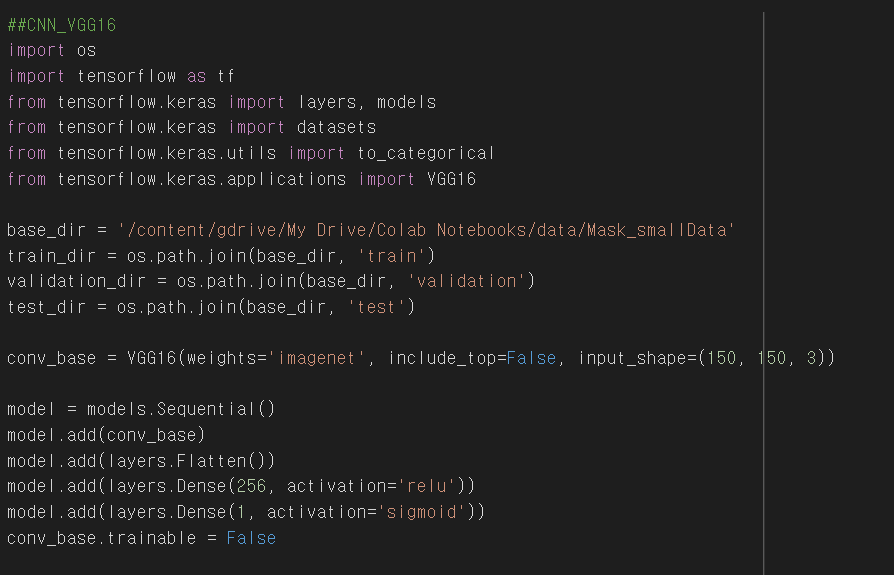 ##CNN_VGG16
import os
import tensorflow as tf
from tensorflow.keras import layers, models
from tensorflow.keras import datasets
from tensorflow.keras.utils import to_categorical
from tensorflow.keras.applications import VGG16
base_dir = '/content/gdrive/My Drive/Colab Notebooks/data/Mask_smallData'
train_dir = os.path.join(base_dir, 'train')
validation_dir = os.path.join(base_dir, 'validation')
test_dir = os.path.join(base_dir, 'test')
conv_base = VGG16(weights='imagenet', include_top=False, input_shape=(150, 150, 3))
model = models.Sequential()
model.add(conv_base)
model.add(layers.Flatten())
model.add(layers.Dense(256, activation='relu'))
model.add(layers.Dense(1, activation='sigmoid'))
conv_base.trainable = False